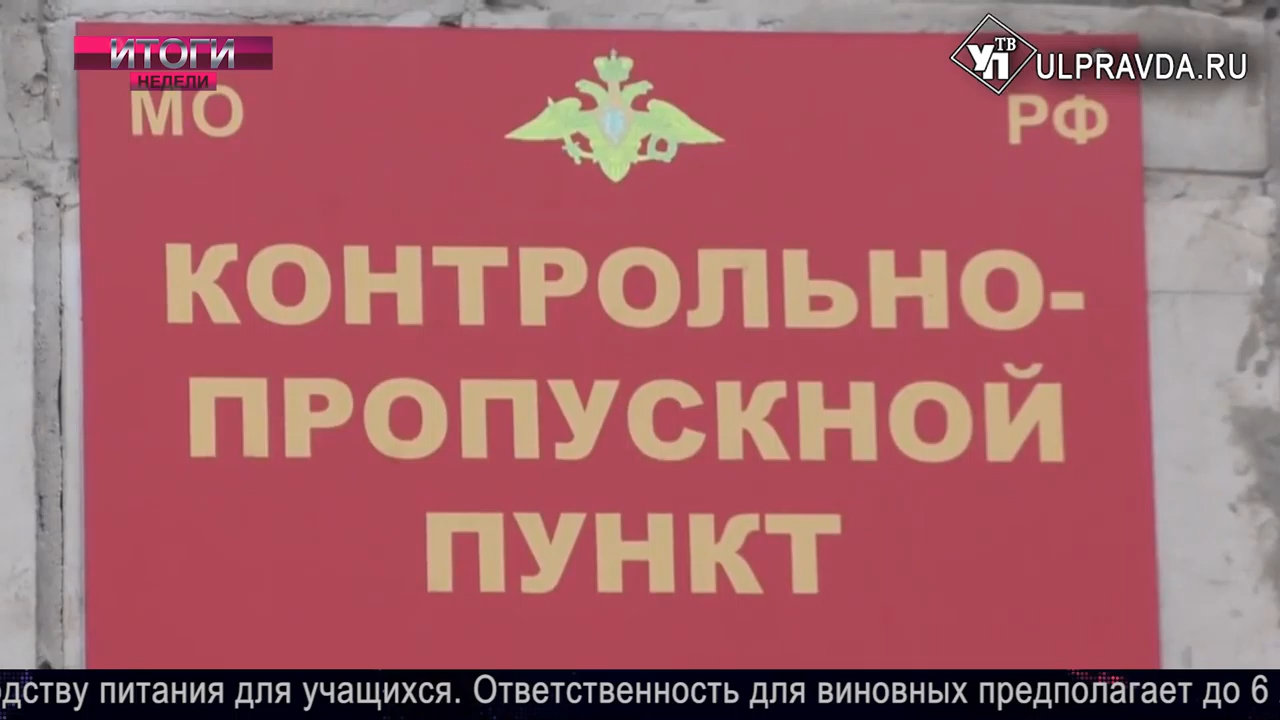 ИТОГИ
НЕДЕЛИ
УП ТВ
ULPRAVDA.RU
МО
РФ
КОНТРОЛЬНО-
ПРОПУСКНОЙ
ПУНКТ
питания для учащихся. Ответственность для виновных предполагает до 6